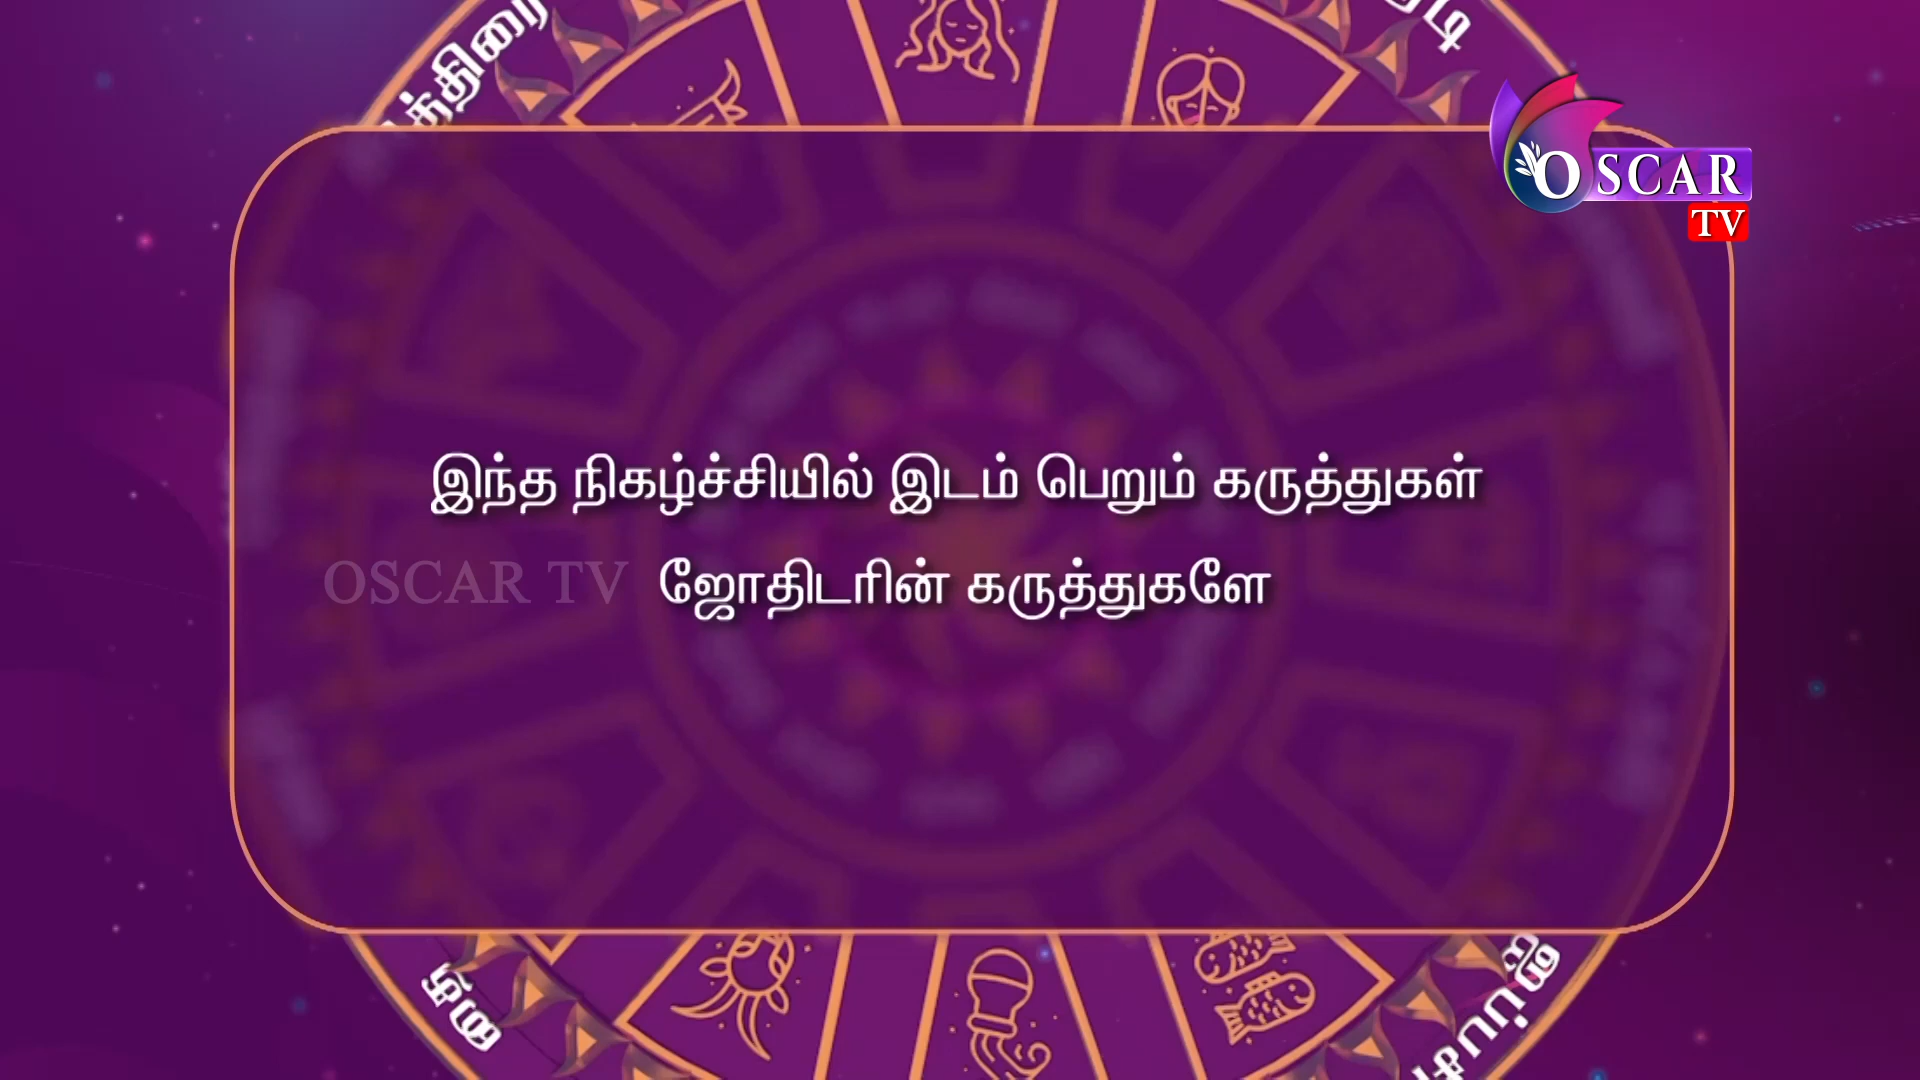 OSCAR
TV
இந்த நிகழ்ச்சியில் இடம் பெறும் கருத்துகள்
OSCAR TV
ஜோதிடரின் கருத்துகளே